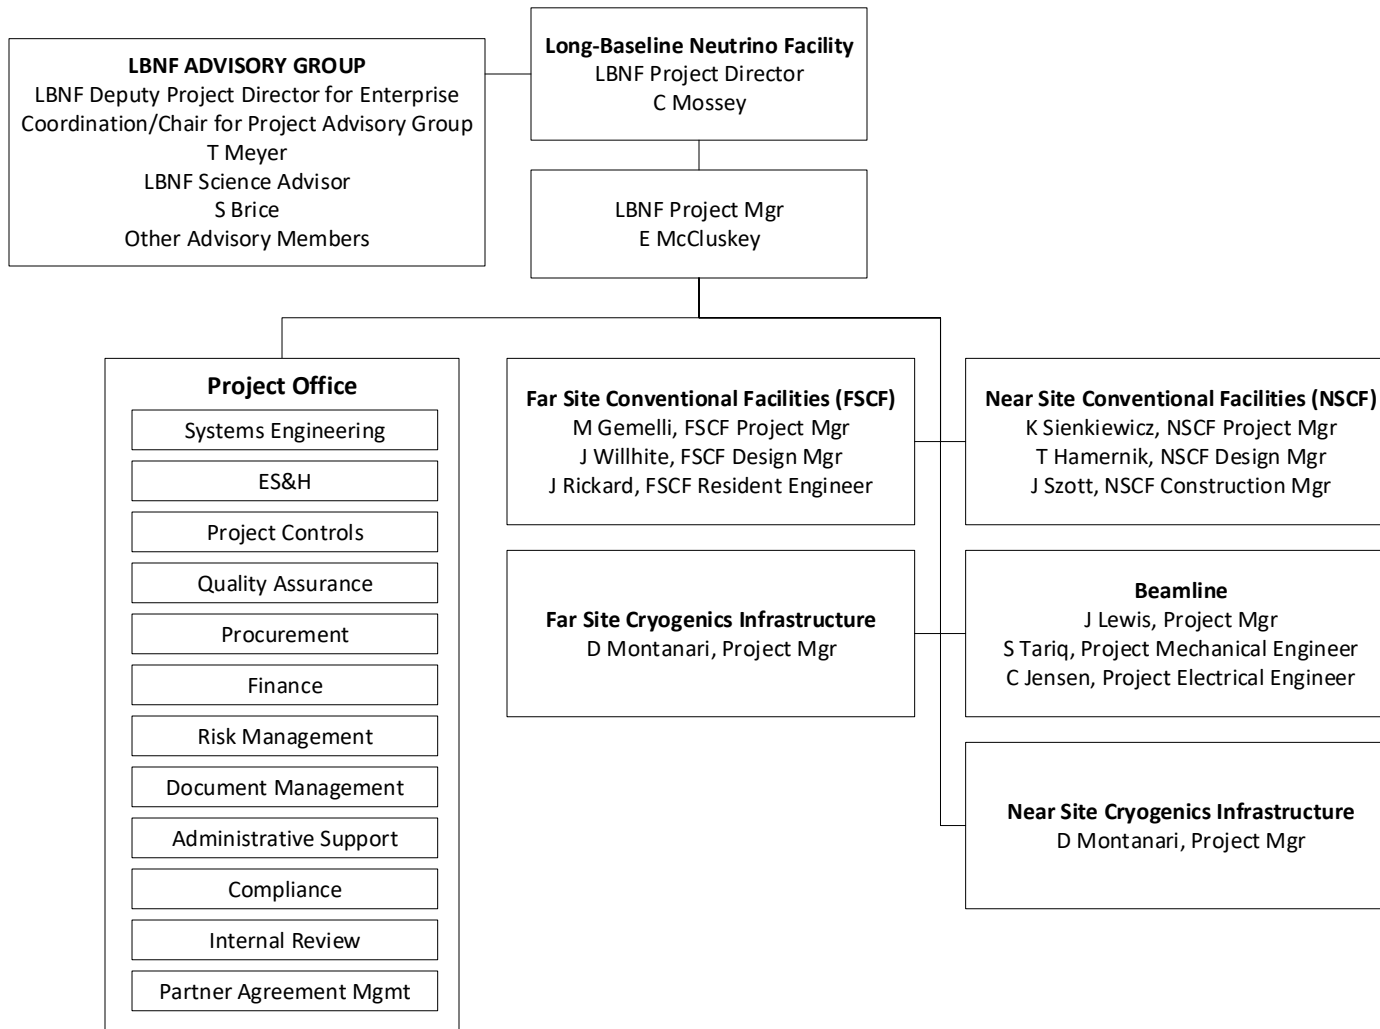 LBNF ADVISORY GROUP
LBNF Deputy Project Director for Enterprise
Coordination/Chair for Project Advisory Group
T Meyer
LBNF Science Advisor
S Brice
Other Advisory Members
Long-Baseline Neutrino Facility
LBNF Project Director
C Mossey
LBNF Project Mgr
E McCluskey
Project Office
Systems Engineering
ES&H
Project Controls
Quality Assurance
Procurement
Finance
Risk Management
Document Management
Administrative Support
Compliance
Internal Review
Partner Agreement Mgmt
Far Site Conventional Facilities (FSCF)
M Gemelli, FSCF Project Mgr
J Willhite, FSCF Design Mgr
J Rickard, FSCF Resident Engineer
Near Site Conventional Facilities (NSCF)
K Sienkiewicz, NSCF Project Mgr
T Hamernik, NSCF Design Mgr
J Szott, NSCF Construction Mgr
Far Site Cryogenics Infrastructure
D Montanari, Project Mgr
Beamline
J Lewis, Project Mgr
S Tariq, Project Mechanical Engineer
C Jensen, Project Electrical Engineer
Near Site Cryogenics Infrastructure
D Montanari, Project Mgr